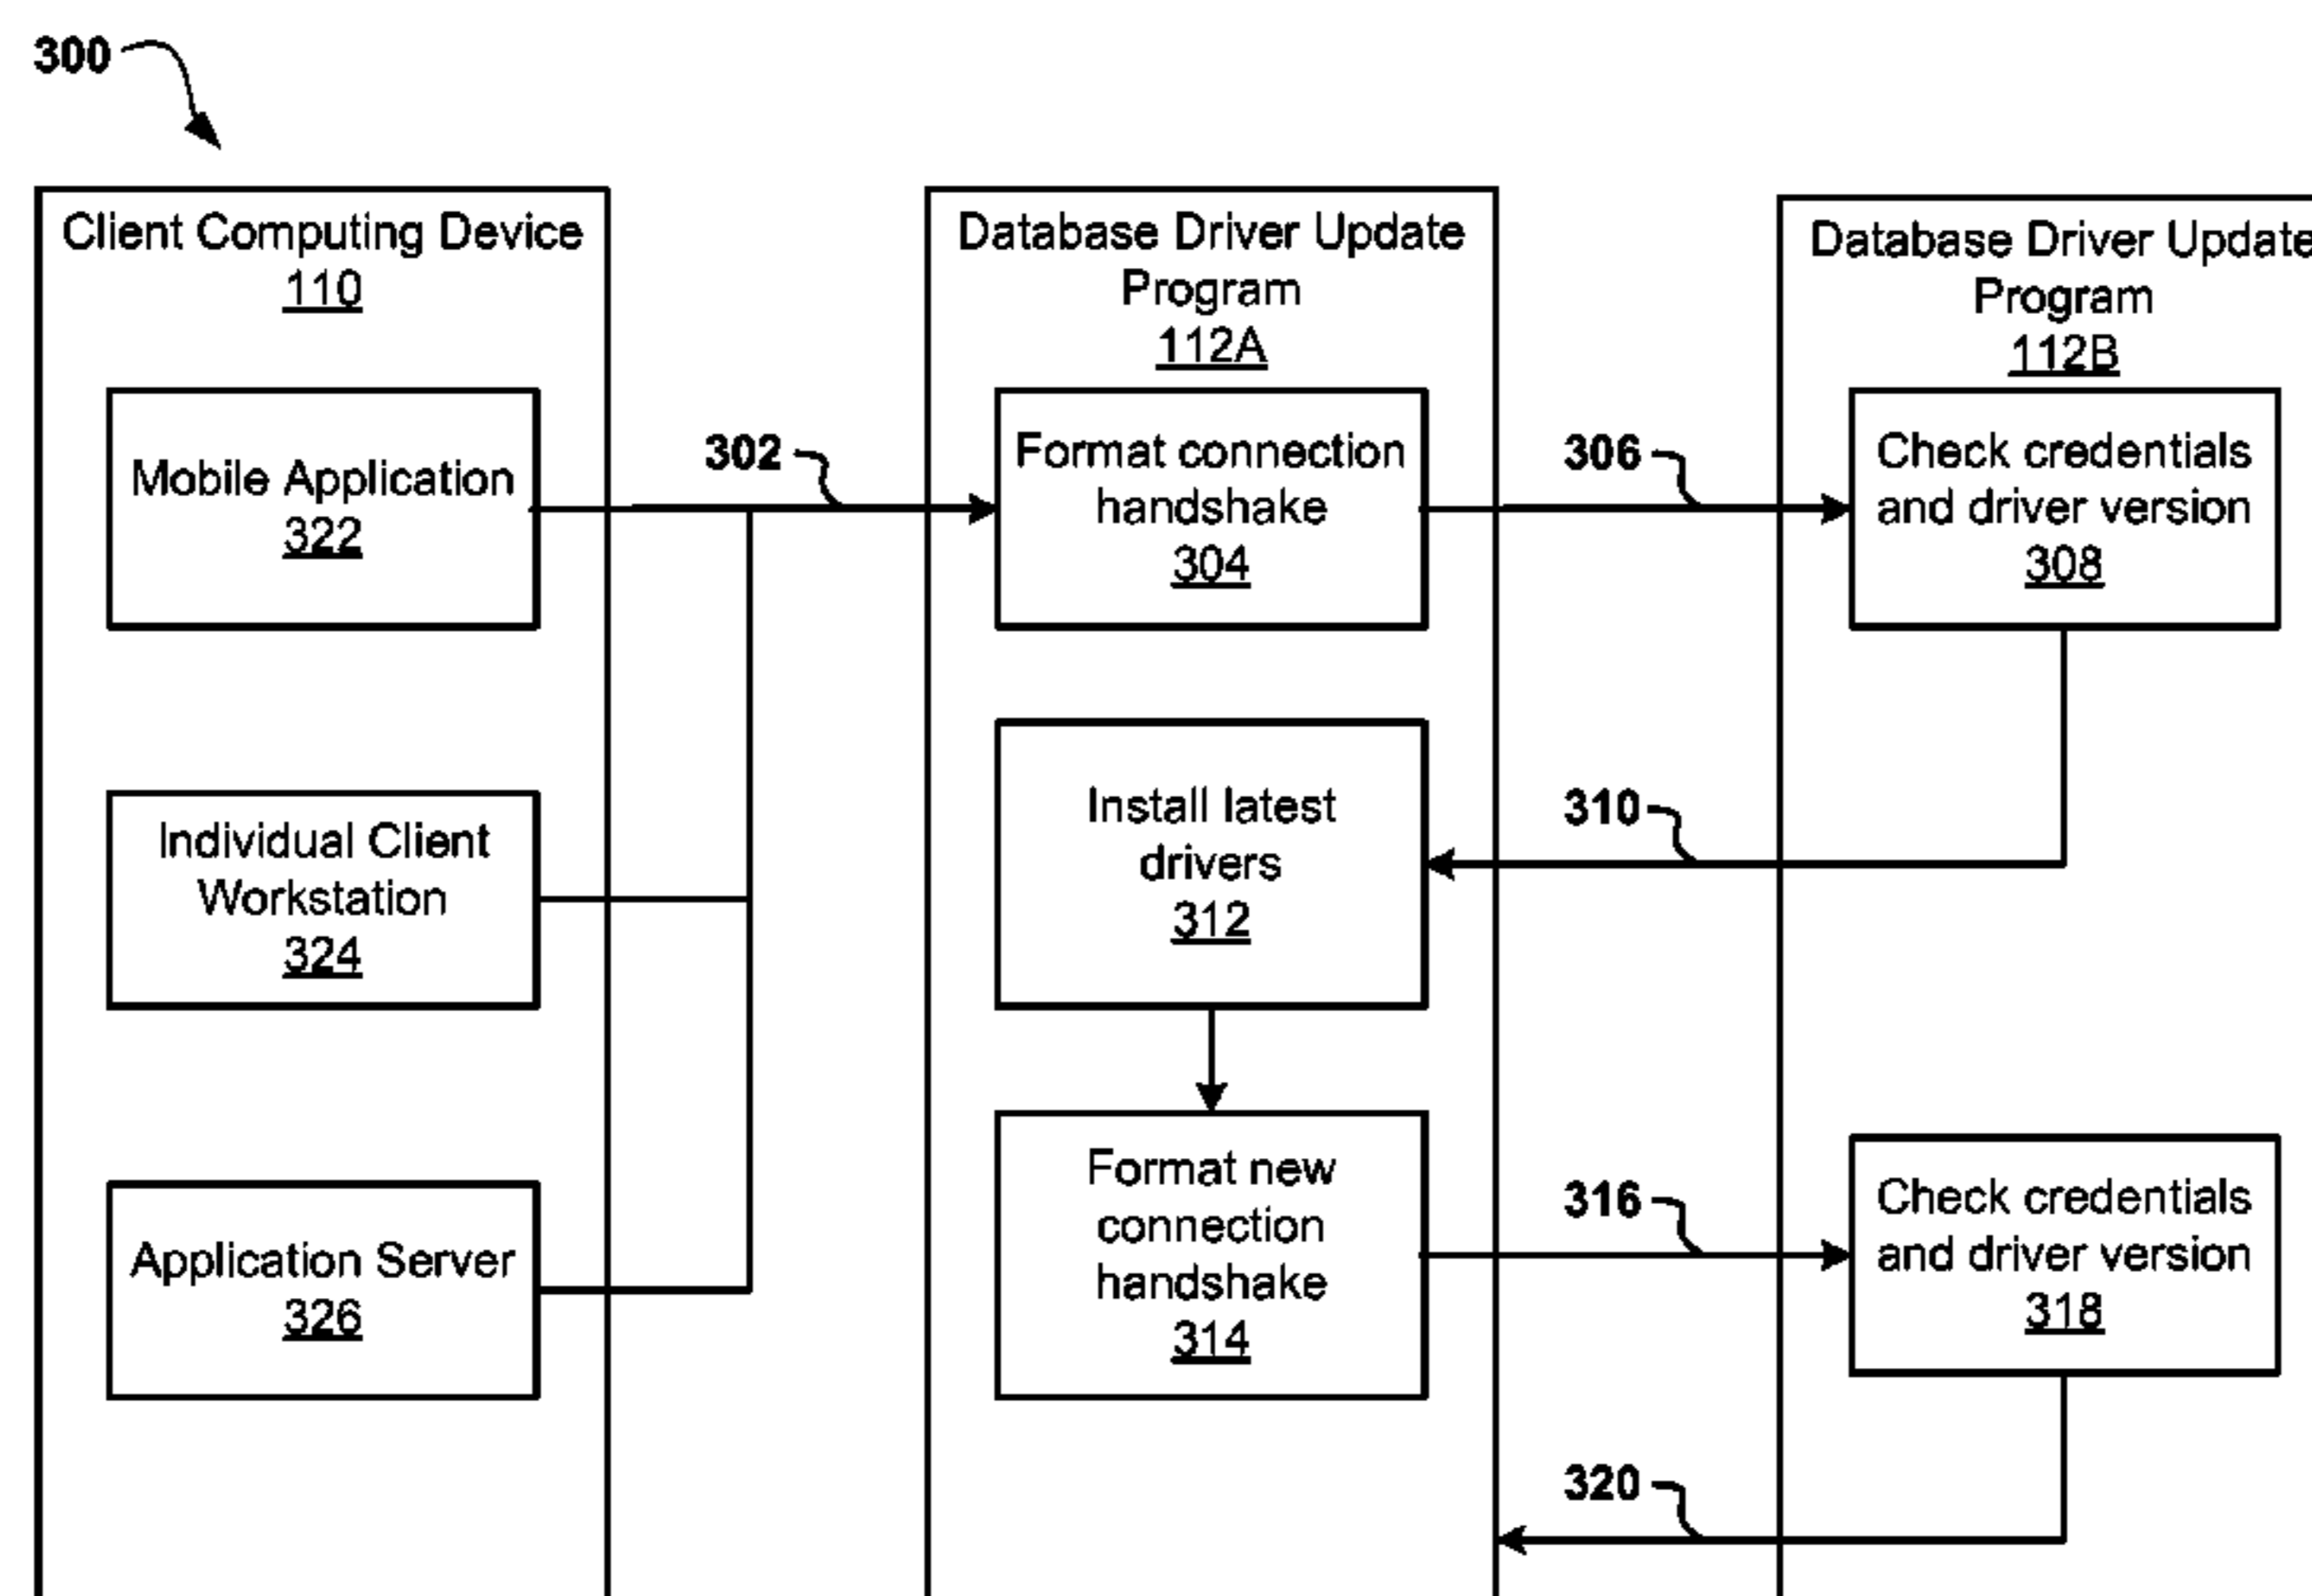 300
Client Computing Device
110
Mobile Application
322
Individual Client
Workstation
324
Application Server
326
302
Database Driver Update
Program
112A
Format connection
handshake
304
Install latest
drivers
312
Format new
connection
handshake
314
306
310
316
320
Database Driver Update
Program
112B
Check credentials
and driver version
308
Check credentials
and driver version
318